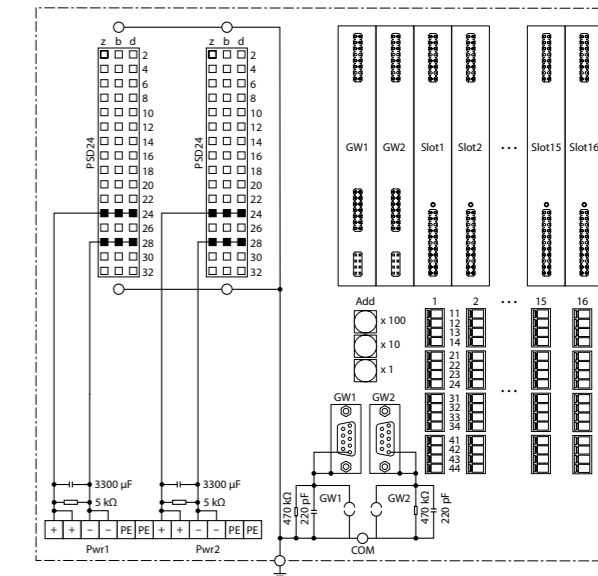 z b d
2
4
6
8
10
12
14
16
18
20
22
24
26
28
30
32
PSD24
z b d
2
4
6
8
10
12
14
16
18
20
22
24
26
28
30
32
PSD24
GW1 GW2 Slot1 Slot2 ... Slot15 Slot16
Add
x 100
x 10
x 1
1 2 ... 15 16
11
12
13
14
21
22
23
24
...
31
32
33
34
41
42
43
44
GW1 GW2
3300 µF
5 kΩ
3300 µF
5 kΩ
470 kΩ
220 pF
GW1
GW2
470 kΩ
220 pF
+ + – – PE PE + + – – PE PE
Pwr1 Pwr2
COM